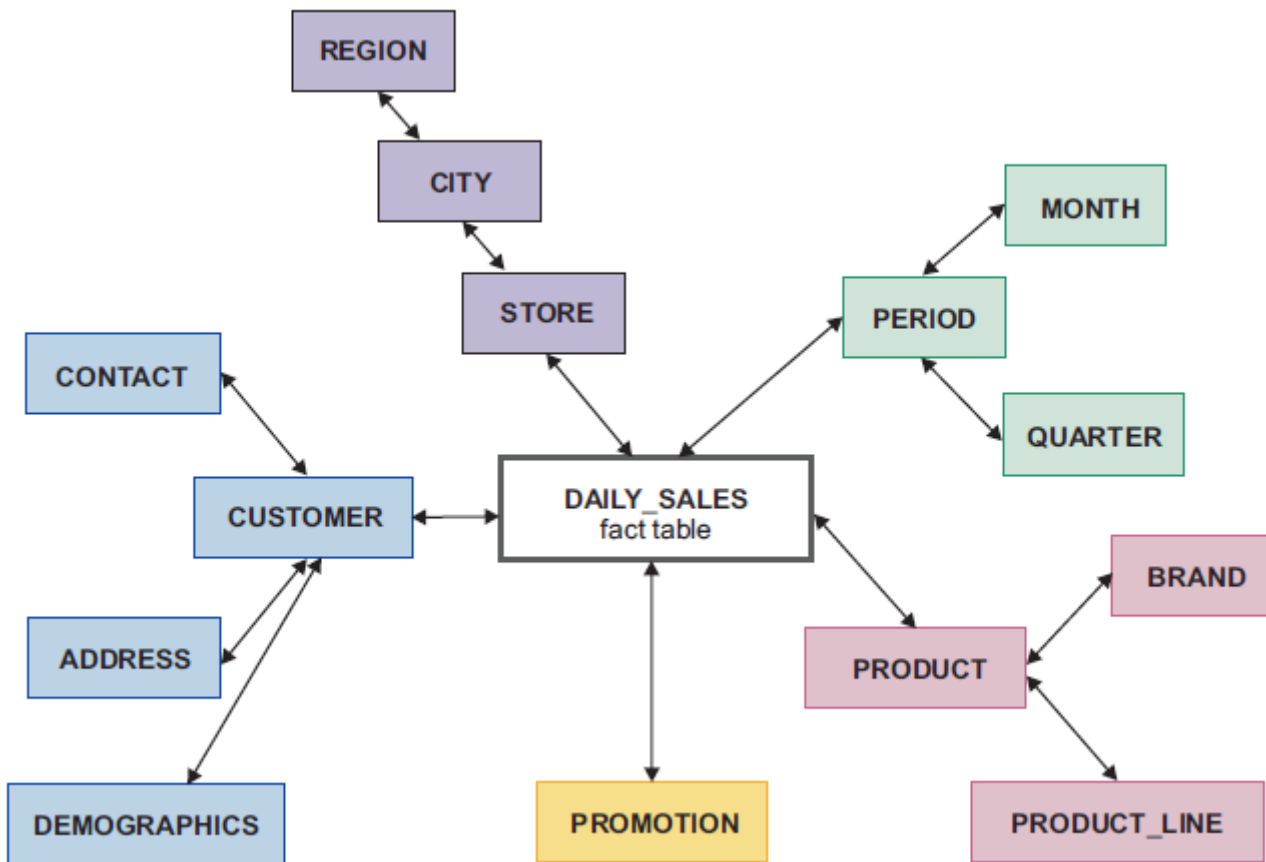 REGION
CITY
MONTH
STORE
PERIOD
CONTACT
QUARTER
DAILY_SALES
fact table
CUSTOMER
BRAND
ADDRESS
PRODUCT
DEMOGRAPHICS
PROMOTION
PRODUCT_LINE